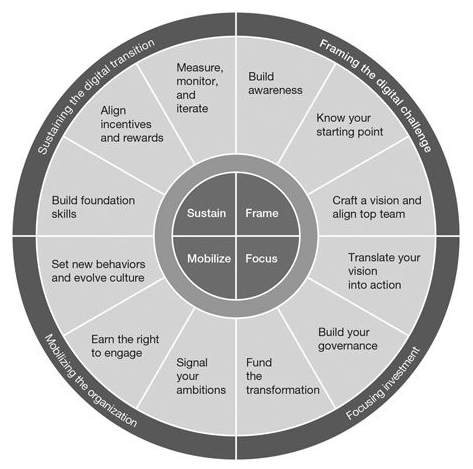 Sustaining the digital transition
Framing the digital challenge
Measure,
monitor,
and
iterate
Build
awareness
Align
incentives
and rewards
Know your
starting point
Build foundation
skills
Craft a vision and
align top team
Sustain
Frame
Mobilize
Focus
Set new behaviors
and evolve culture
Translate your
vision
into action
Earn the right
to engage
Build your
governance
Signal
your
ambitions
Fund
the
transformation
Mobilizing the organization
Focusing investment